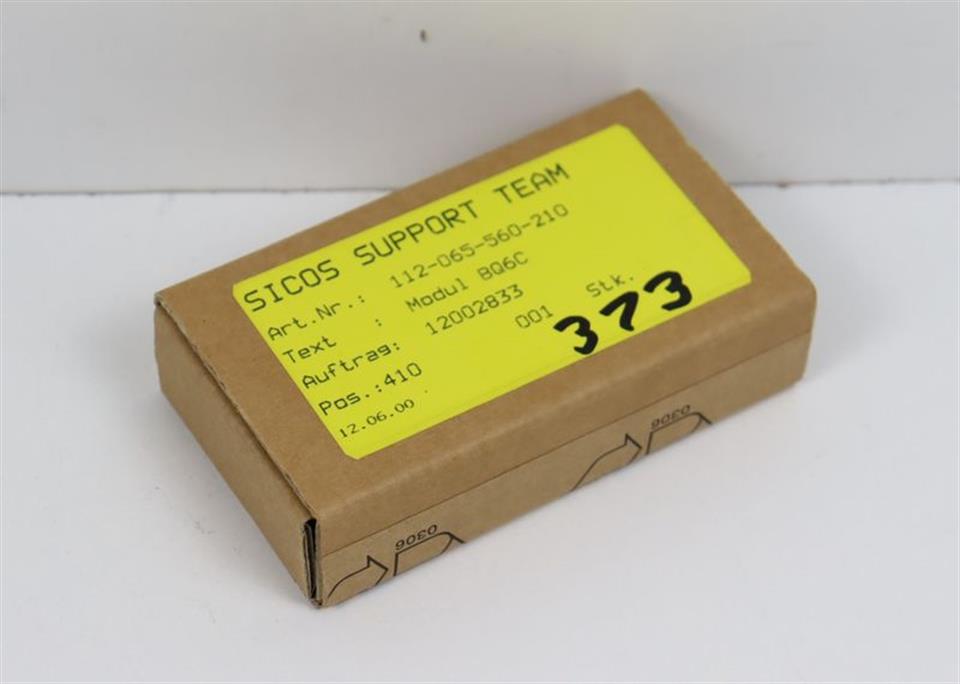 SICOS SUPPORT TEAM
Art.Nr.: 112-065-560-210
Text : Modul BQ6C
Auftrag: 12002833
Pos.:410 001 Stk.
12.06.00
373
0306
0306